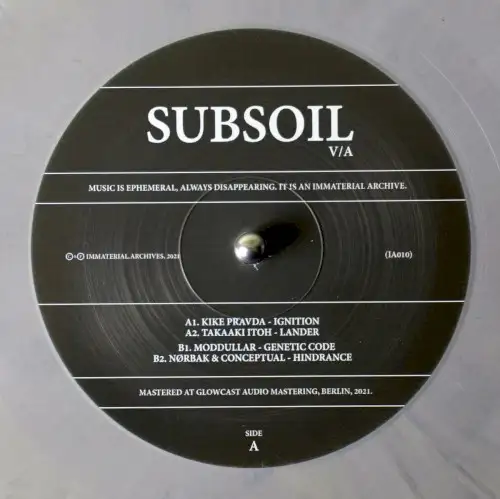 SUBSOIL
V/A
MUSIC IS EPHEMERAL, ALWAYS DISAPPEARING. IT IS AN IMMATERIAL ARCHIVE.
©+℗ IMMATERIAL.ARCHIVES. 2021
(IA010)
A1. KIKE PRAVDA - IGNITION
A2. TAKAAKI ITOH - LANDER
B1. MODDULLAR - GENETIC CODE
B2. NØRBAK & CONCEPTUAL - HINDRANCE
MASTERED AT GLOWCAST AUDIO MASTERING, BERLIN, 2021.
SIDE
A